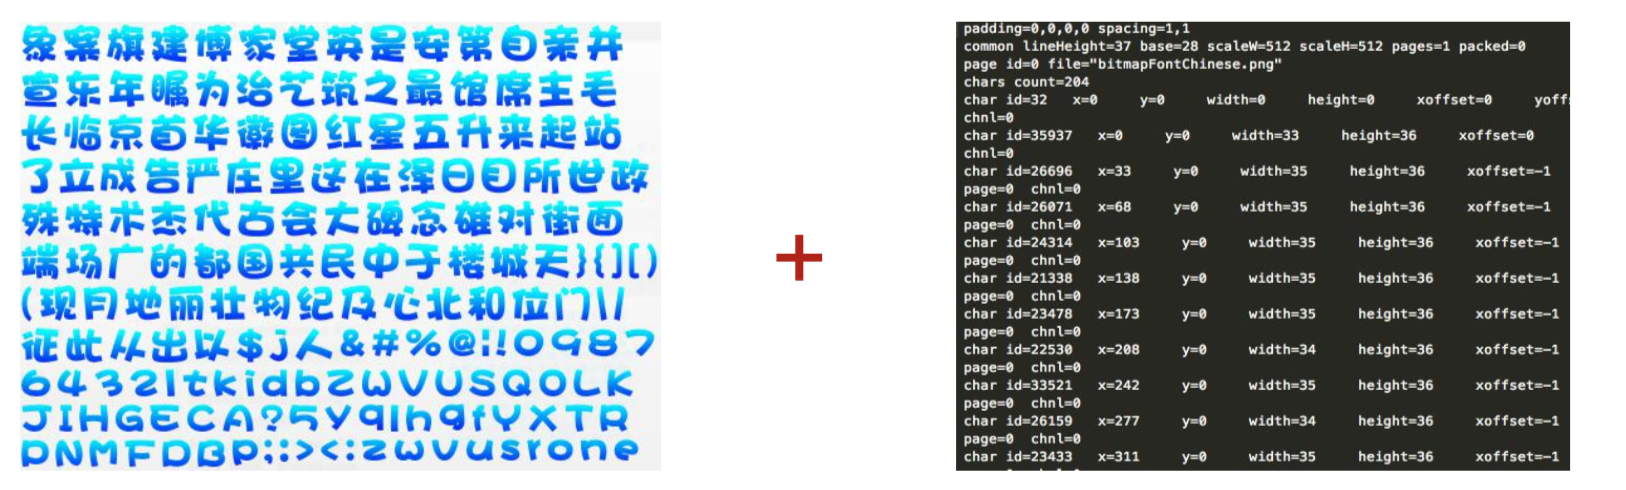 象案旗建博家堂英是安第自亲并
宣东年瞩为治艺筑之最馆席主毛
长临京首华徽图红星五升来起站
了立成告严庄里这在泽日目所世政
殊特术杰代古会大碑念雄对街面
端场广的都国共民中于楼城天}{][)
(现月地丽壮物纪及心北和位门\/
征此从出以$j人&#%@¦!0987
64321tkidbZWVUSQOLK
JIHGECA?5yqlhgfYXTR
PNMFDBp;:><:zwvusrone
+
padding=0,0,0,0 spacing=1,1
common lineHeight=37 base=28 scaleW=512 scaleH=512 pages=1 packed=0
page id=0 file="bitmapFontChinese.png"
chars count=204
char id=32 x=0 y=0 width=0 height=0 xoffset=0 yoff
chnl=0
char id=35937 x=0 y=0 width=33 height=36 xoffset=0
chnl=0
char id=26696 x=33 y=0 width=35 height=36 xoffset=-1
page=0 chnl=0
char id=26071 x=68 y=0 width=35 height=36 xoffset=-1
page=0 chnl=0
char id=24314 x=103 y=0 width=35 height=36 xoffset=-1
page=0 chnl=0
char id=21338 x=138 y=0 width=35 height=36 xoffset=-1
page=0 chnl=0
char id=23478 x=173 y=0 width=35 height=36 xoffset=-1
page=0 chnl=0
char id=22530 x=208 y=0 width=34 height=36 xoffset=-1
page=0 chnl=0
char id=33521 x=242 y=0 width=35 height=36 xoffset=-1
page=0 chnl=0
char id=26159 x=277 y=0 width=34 height=36 xoffset=-1
page=0 chnl=0
char id=23433 x=311 y=0 width=35 height=36 xoffset=-1